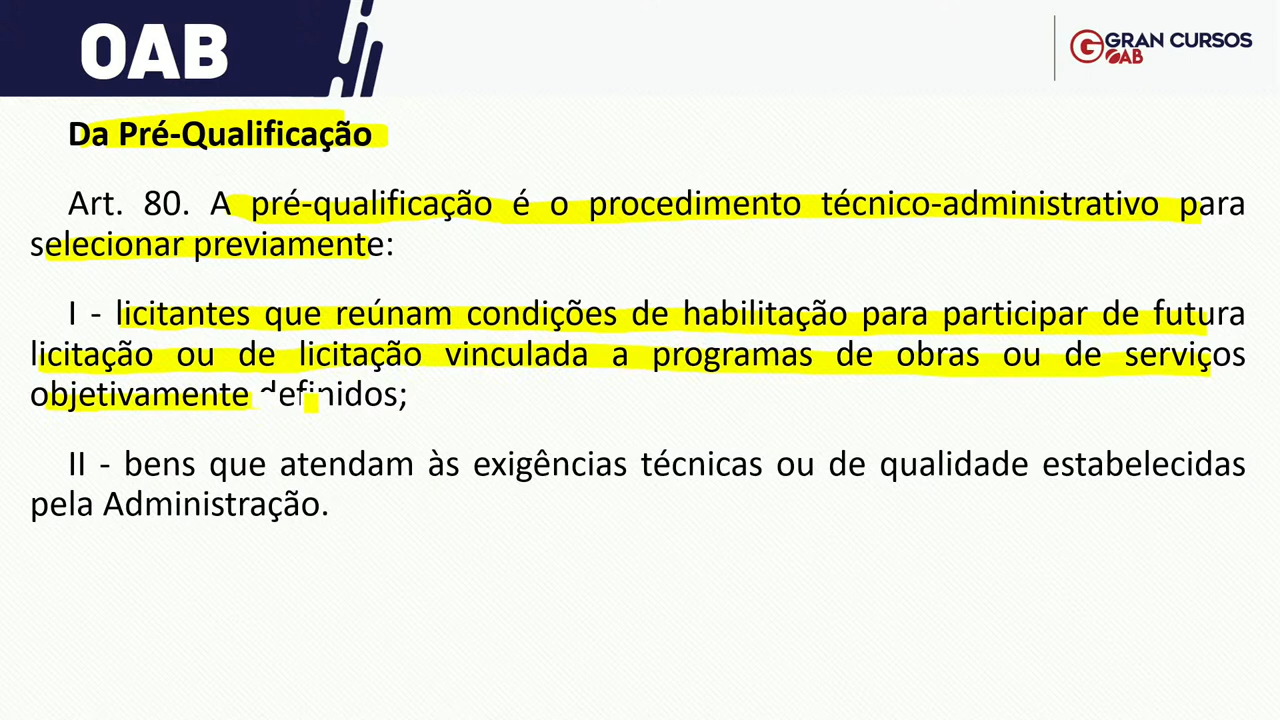 OAB
GRAN CURSOS
OAB
Da Pré-Qualificação
Art. 80. A pré-qualificação é o procedimento técnico-administrativo para
selecionar previamente:
I - licitantes que reúnam condições de habilitação para participar de futura
licitação ou de licitação vinculada a programas de obras ou de serviços
objetivamente definidos;
II - bens que atendam às exigências técnicas ou de qualidade estabelecidas
pela Administração.